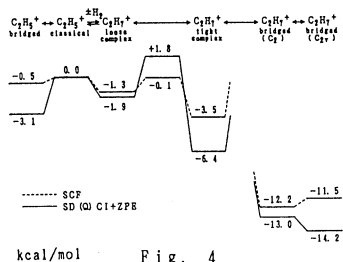 C₂H₅⁺ ⟷ C₂H₅⁺ ±H₂ ⇌ C₂H₇⁺ ⟷ C₂H₇⁺ ⟷ C₂H₇⁺ ⟷ C₂H₇⁺
bridged classical loose complex tight complex bridged (C₂) bridged (C₂ᵥ)
+1.8
-0.5 0.0 -1.3 -0.1
-3.1 -1.9 -3.5
-6.4
-12.2 -11.5
-13.0
-14.2
SCF
SD(Q)CI+ZPE
kcal/mol Fig. 4